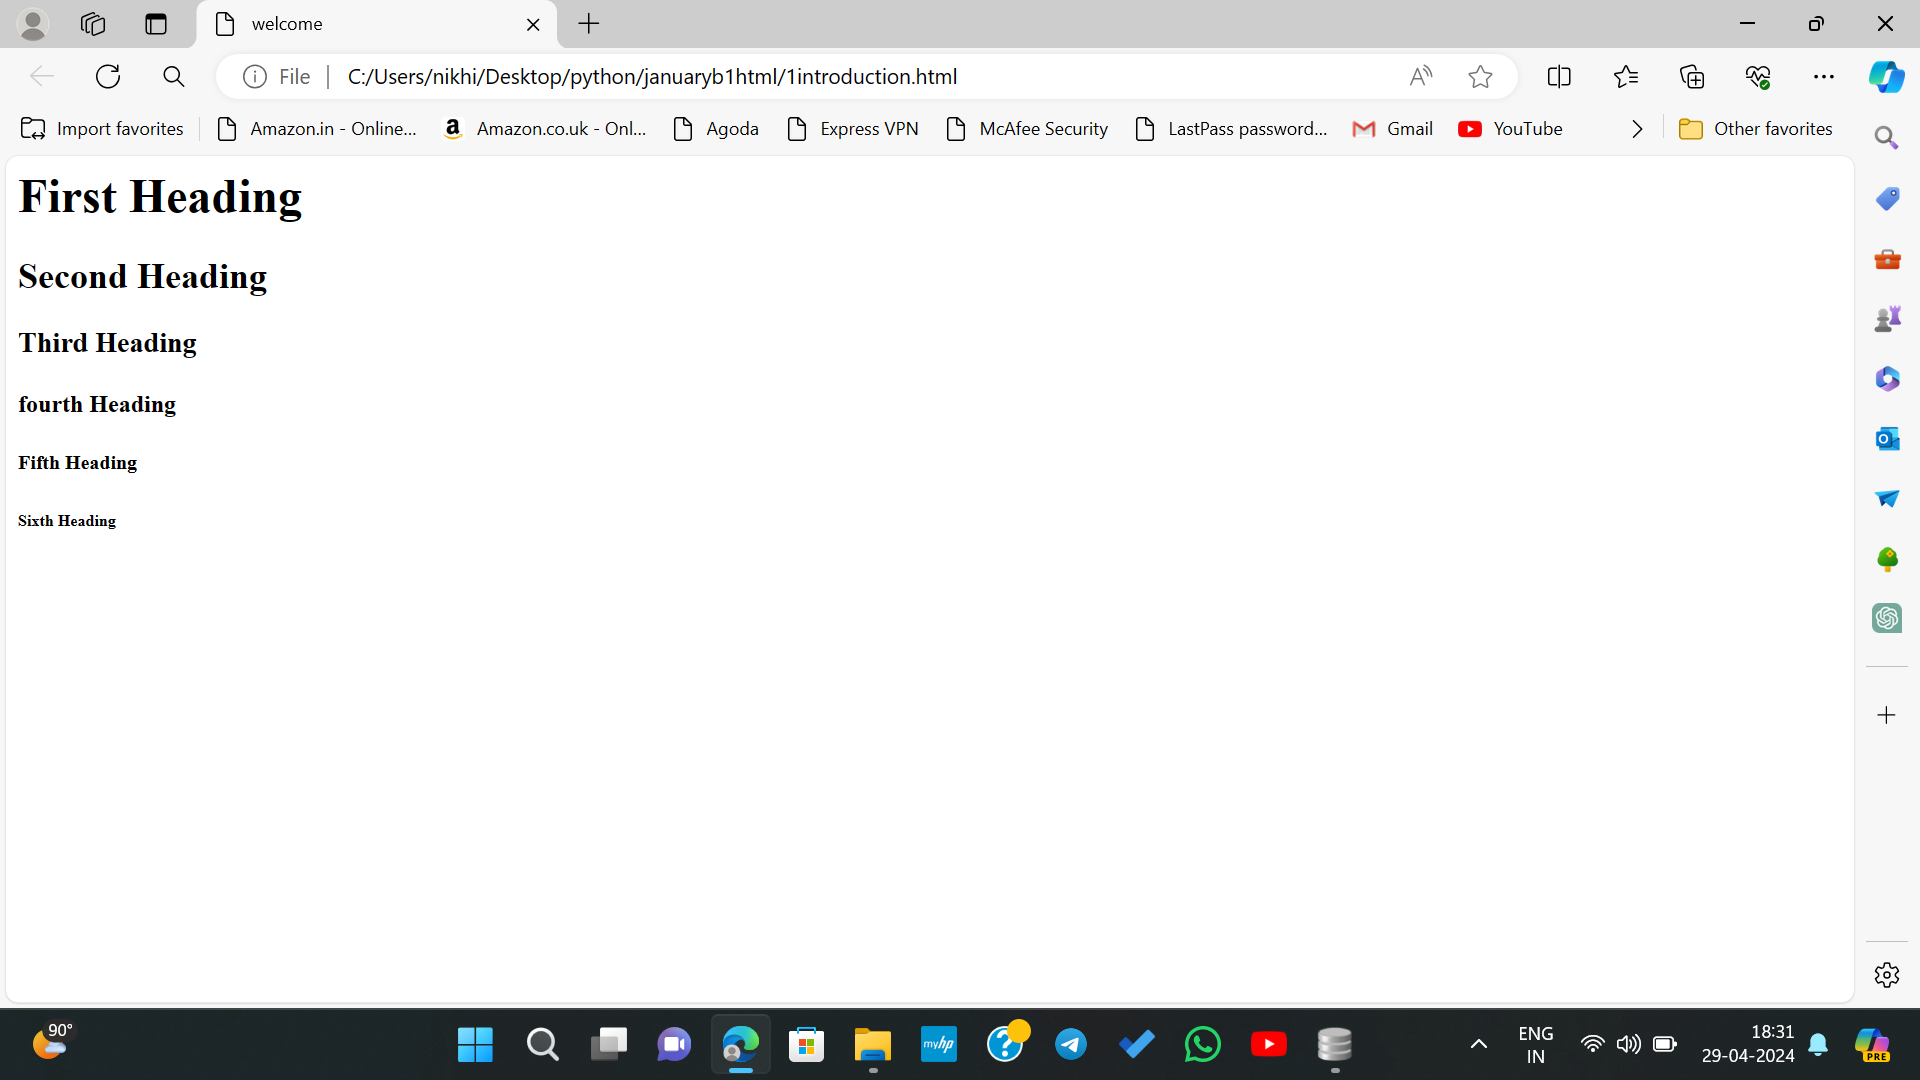 welcome
File
C:/Users/nikhi/Desktop/python/januaryb1html/1introduction.html
Import favorites
Amazon.in - Online...
Amazon.co.uk - Onl...
Agoda
Express VPN
McAfee Security
LastPass password...
Gmail
YouTube
Other favorites
First Heading
Second Heading
Third Heading
fourth Heading
Fifth Heading
Sixth Heading
90°
myhp
ENG
IN
18:31
29-04-2024
PRE